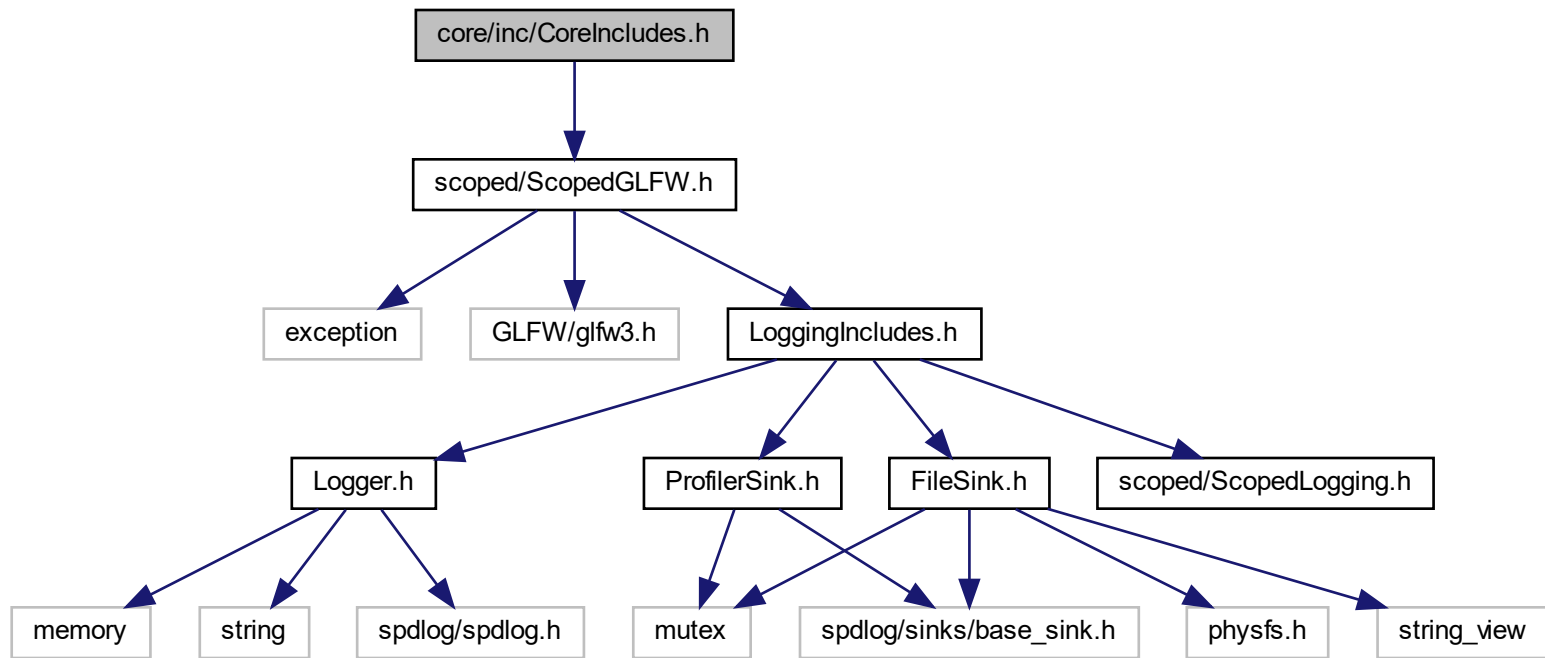 core/inc/CoreIncludes.h
scoped/ScopedGLFW.h
exception
GLFW/glfw3.h
LoggingIncludes.h
Logger.h
ProfilerSink.h
FileSink.h
scoped/ScopedLogging.h
memory
string
spdlog/spdlog.h
mutex
spdlog/sinks/base_sink.h
physfs.h
string_view